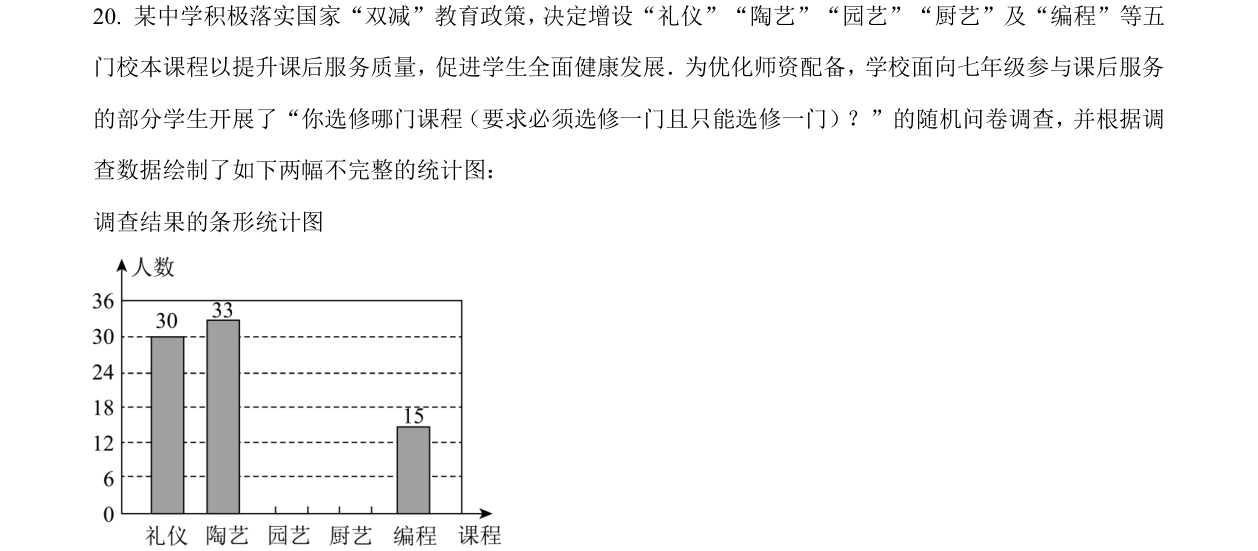 20. 某中学积极落实国家“双减”教育政策，决定增设“礼仪”“陶艺”“园艺”“厨艺”及“编程”等五
门校本课程以提升课后服务质量，促进学生全面健康发展．为优化师资配备，学校面向七年级参与课后服务
的部分学生开展了“你选修哪门课程（要求必须选修一门且只能选修一门）？”的随机问卷调查，并根据调
查数据绘制了如下两幅不完整的统计图：
调查结果的条形统计图
人数
36
33
30
30
24
18
15
12
6
0
礼仪 陶艺 园艺 厨艺 编程 课程